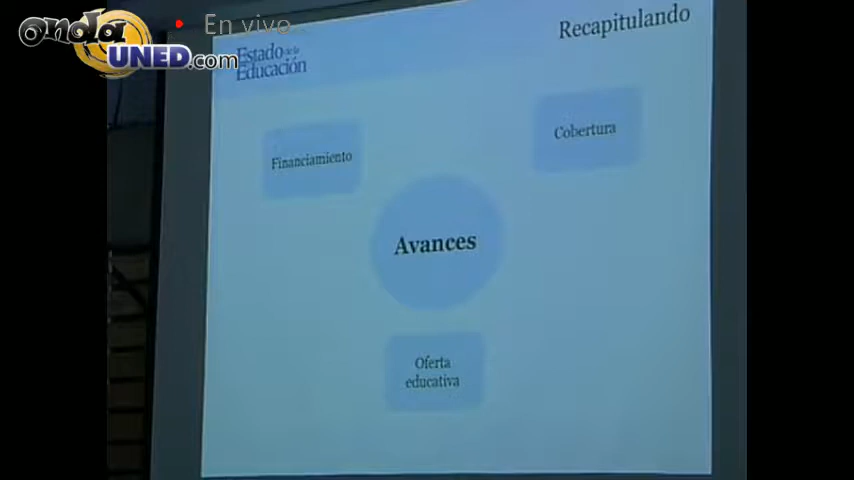 onda
UNED.com
En vivo...
Recapitulando
Estado de la
Educación
Financiamiento
Cobertura
Avances
Oferta
educativa